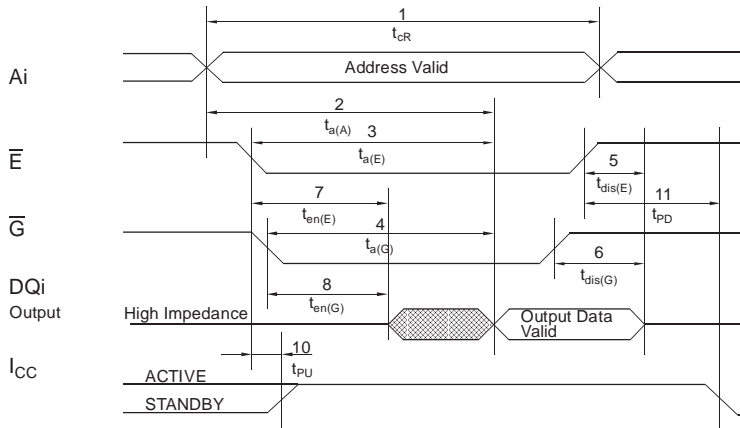 1
tcR
Ai
Address Valid
2
ta(A)
3
ta(E)
E
5
tdis(E)
11
tPD
7
ten(E)
G
4
ta(G)
6
tdis(G)
8
ten(G)
DQi
Output
High Impedance
Output Data
Valid
10
tPU
ICC
ACTIVE
STANDBY